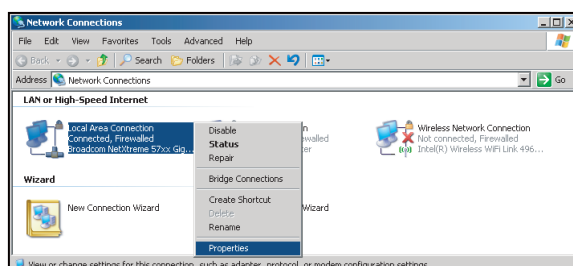 Network Connections
File Edit View Favorites Tools Advanced Help
Back Search Folders
Address Network Connections Go
LAN or High-Speed Internet
Local Area Connection
Connected, Firewalled
Broadcom NetXtreme 57xx Gig...
Disable
Status
Repair
Bridge Connections
Create Shortcut
Delete
Rename
Properties
Wireless Network Connection
Not connected, Firewalled
Intel(R) Wireless WiFi Link 496...
Wizard
New Connection Wizard
Wizard
View or change settings for this connection, such as adapter, protocol, or modem configuration settings.